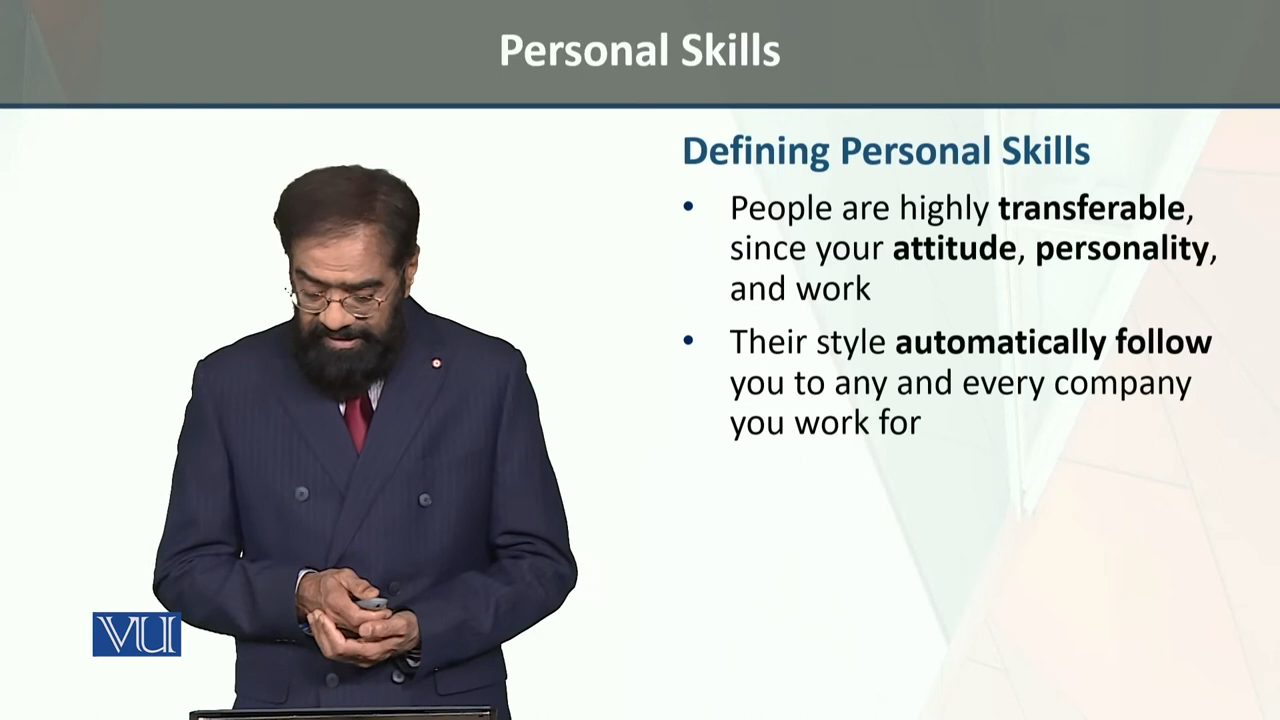 Personal Skills
Defining Personal Skills
• People are highly transferable,
since your attitude, personality,
and work
• Their style automatically follow
you to any and every company
you work for
VU